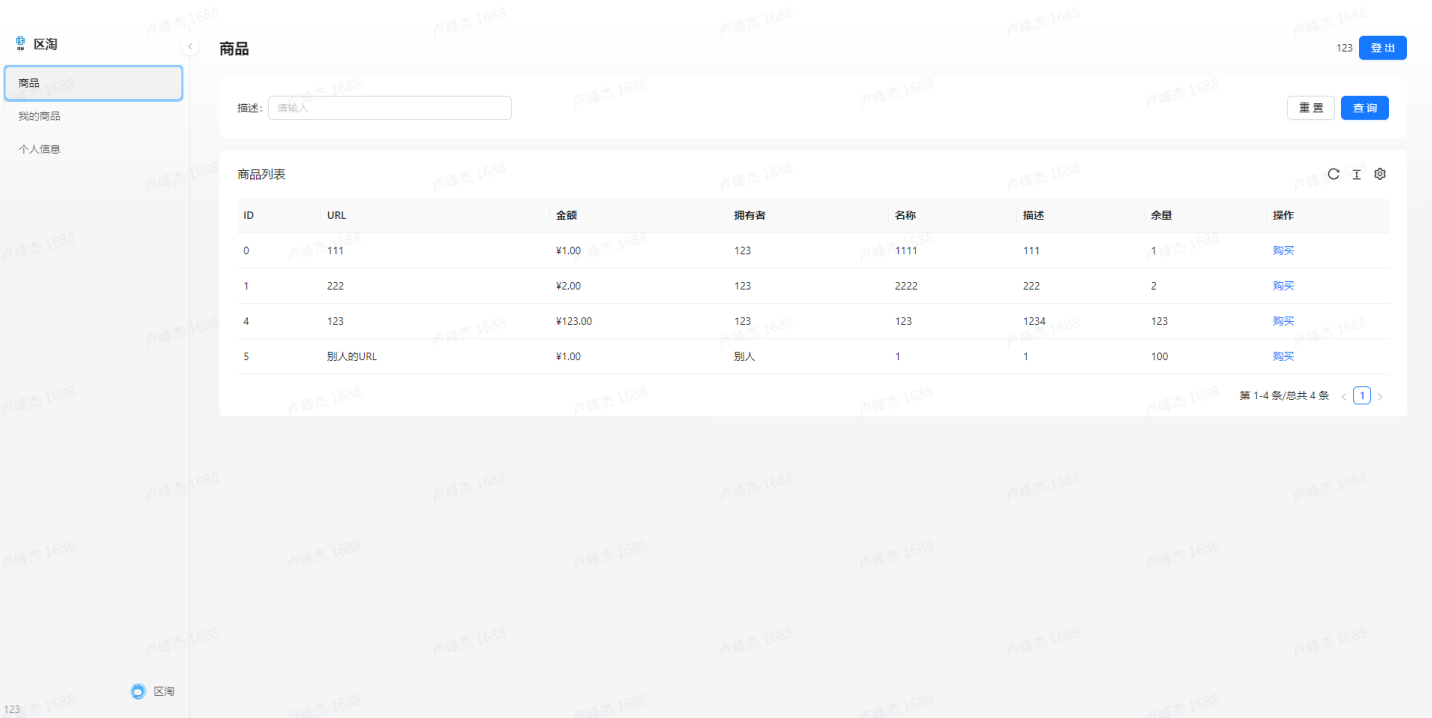 区淘
商品
我的商品
个人信息
商品
123 登出
描述: 请输入 重置 查询
商品列表
ID URL 金额 拥有者 名称 描述 余量 操作
0 111 ¥1.00 123 1111 111 1 购买
1 222 ¥2.00 123 2222 222 2 购买
4 123 ¥123.00 123 123 1234 123 购买
5 别人的URL ¥1.00 别人 1 1 100 购买
第 1-4 条/总共 4 条 < 1 >
区淘
123
卢峰杰 1688